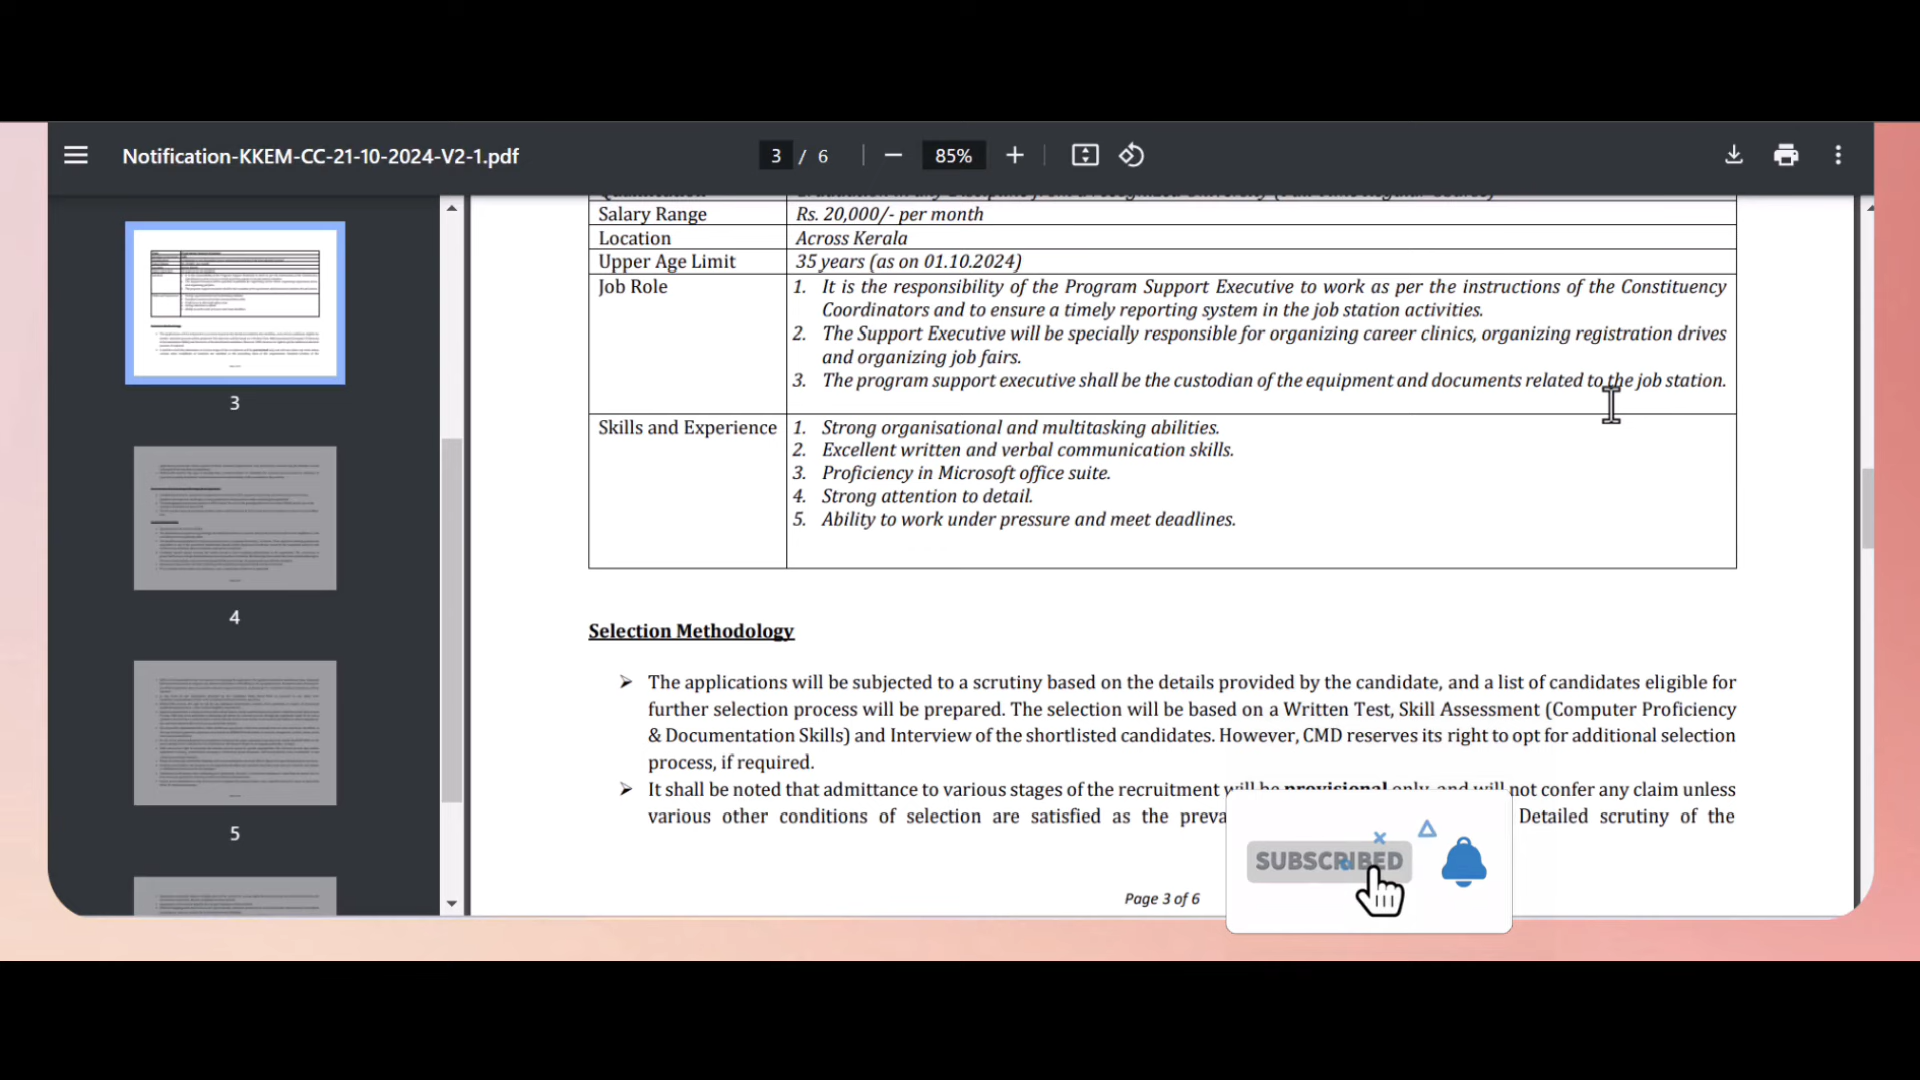 Notification-KKEM-CC-21-10-2024-V2-1.pdf
3 / 6
85%
Salary Range Rs. 20,000/- per month
Location Across Kerala
Upper Age Limit 35 years (as on 01.10.2024)
Job Role 1. It is the responsibility of the Program Support Executive to work as per the instructions of the Constituency
Coordinators and to ensure a timely reporting system in the job station activities.
2. The Support Executive will be specially responsible for organizing career clinics, organizing registration drives
and organizing job fairs.
3. The program support executive shall be the custodian of the equipment and documents related to the job station.
Skills and Experience 1. Strong organisational and multitasking abilities.
2. Excellent written and verbal communication skills.
3. Proficiency in Microsoft office suite.
4. Strong attention to detail.
5. Ability to work under pressure and meet deadlines.
Selection Methodology
The applications will be subjected to a scrutiny based on the details provided by the candidate, and a list of candidates eligible for
further selection process will be prepared. The selection will be based on a Written Test, Skill Assessment (Computer Proficiency
& Documentation Skills) and Interview of the shortlisted candidates. However, CMD reserves its right to opt for additional selection
process, if required.
It shall be noted that admittance to various stages of the recruitment will be provisional only, and will not confer any claim unless
various other conditions of selection are satisfied as the Detailed scrutiny of the
Page 3 of 6
SUBSCRIBED
3
4
5